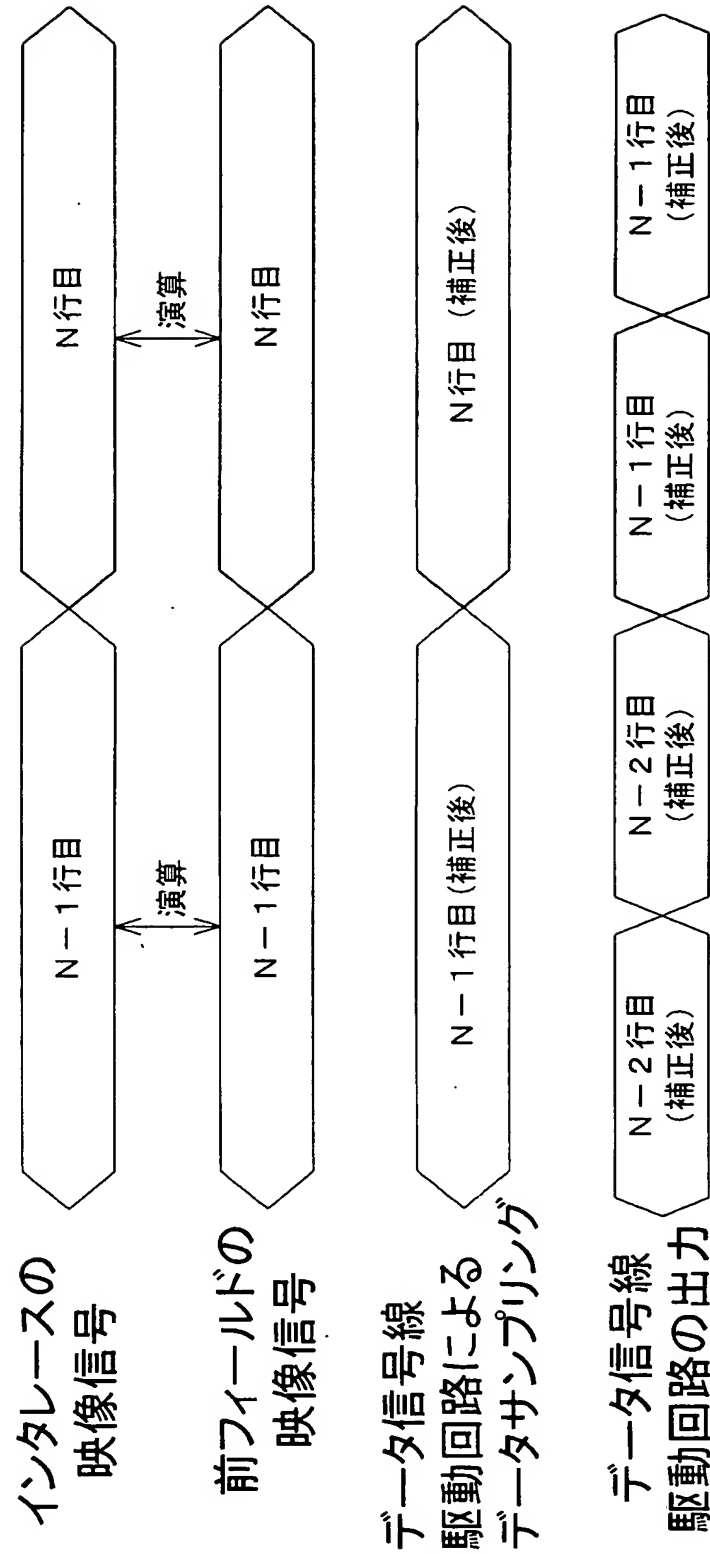 インタレースの
映像信号
N－1行目
N行目
演算
演算
前フィールドの
映像信号
N－1行目
N行目
データ信号線
駆動回路による
データサンプリング
N－1行目(補正後)
N行目 (補正後)
データ信号線
駆動回路の出力
N－2行目
(補正後)
N－2行目
(補正後)
N－1行目
(補正後)
N－1行目
(補正後)